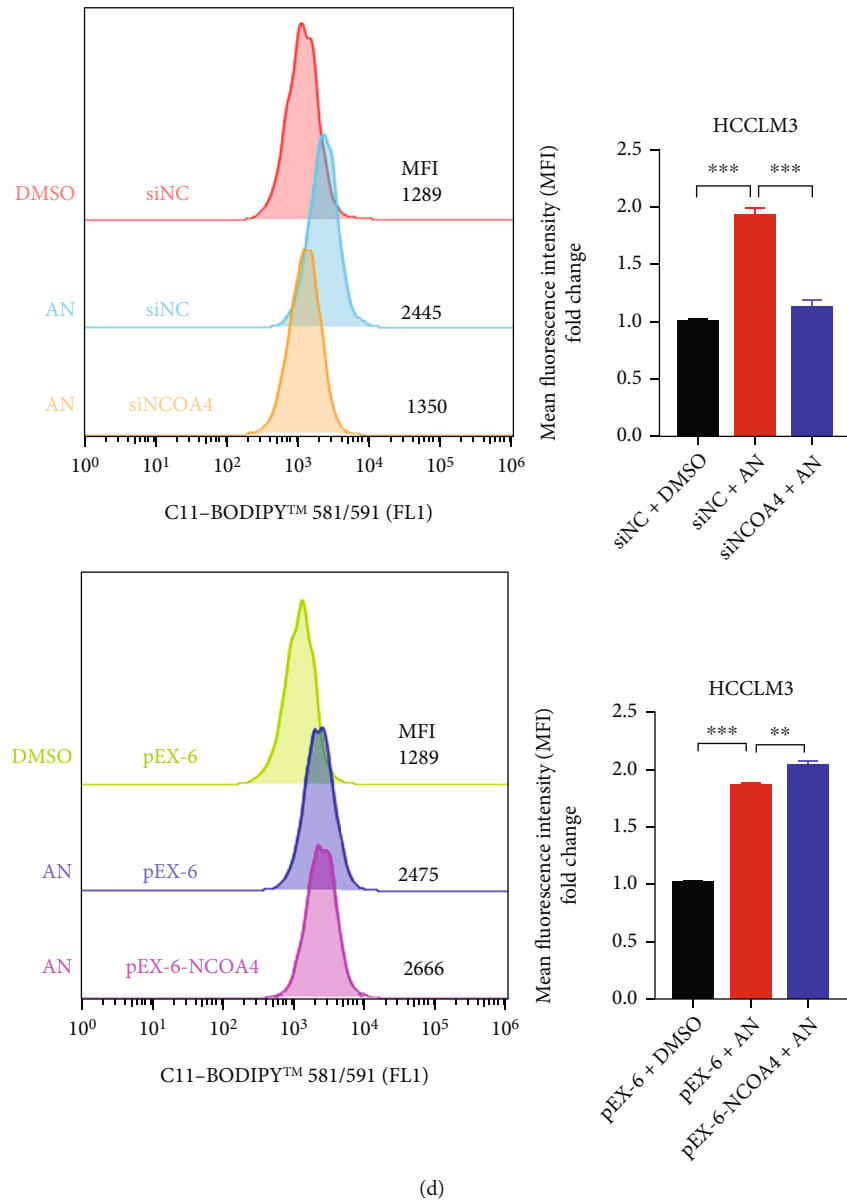 MFI
DMSO siNC 1289
AN siNC 2445
AN siNCOA4 1350
10⁰ 10¹ 10² 10³ 10⁴ 10⁵ 10⁶
C11–BODIPY™ 581/591 (FL1)
HCCLM3
*** ***
Mean fluorescence intensity (MFI)
fold change
2.5
2.0
1.5
1.0
0.5
0.0
siNC + DMSO
siNC + AN
siNCOA4 + AN
MFI
DMSO pEX-6 1289
AN pEX-6 2475
AN pEX-6-NCOA4 2666
10⁰ 10¹ 10² 10³ 10⁴ 10⁵ 10⁶
C11–BODIPY™ 581/591 (FL1)
HCCLM3
*** **
Mean fluorescence intensity (MFI)
fold change
2.5
2.0
1.5
1.0
0.5
0.0
pEX-6 + DMSO
pEX-6 + AN
pEX-6-NCOA4 + AN
(d)